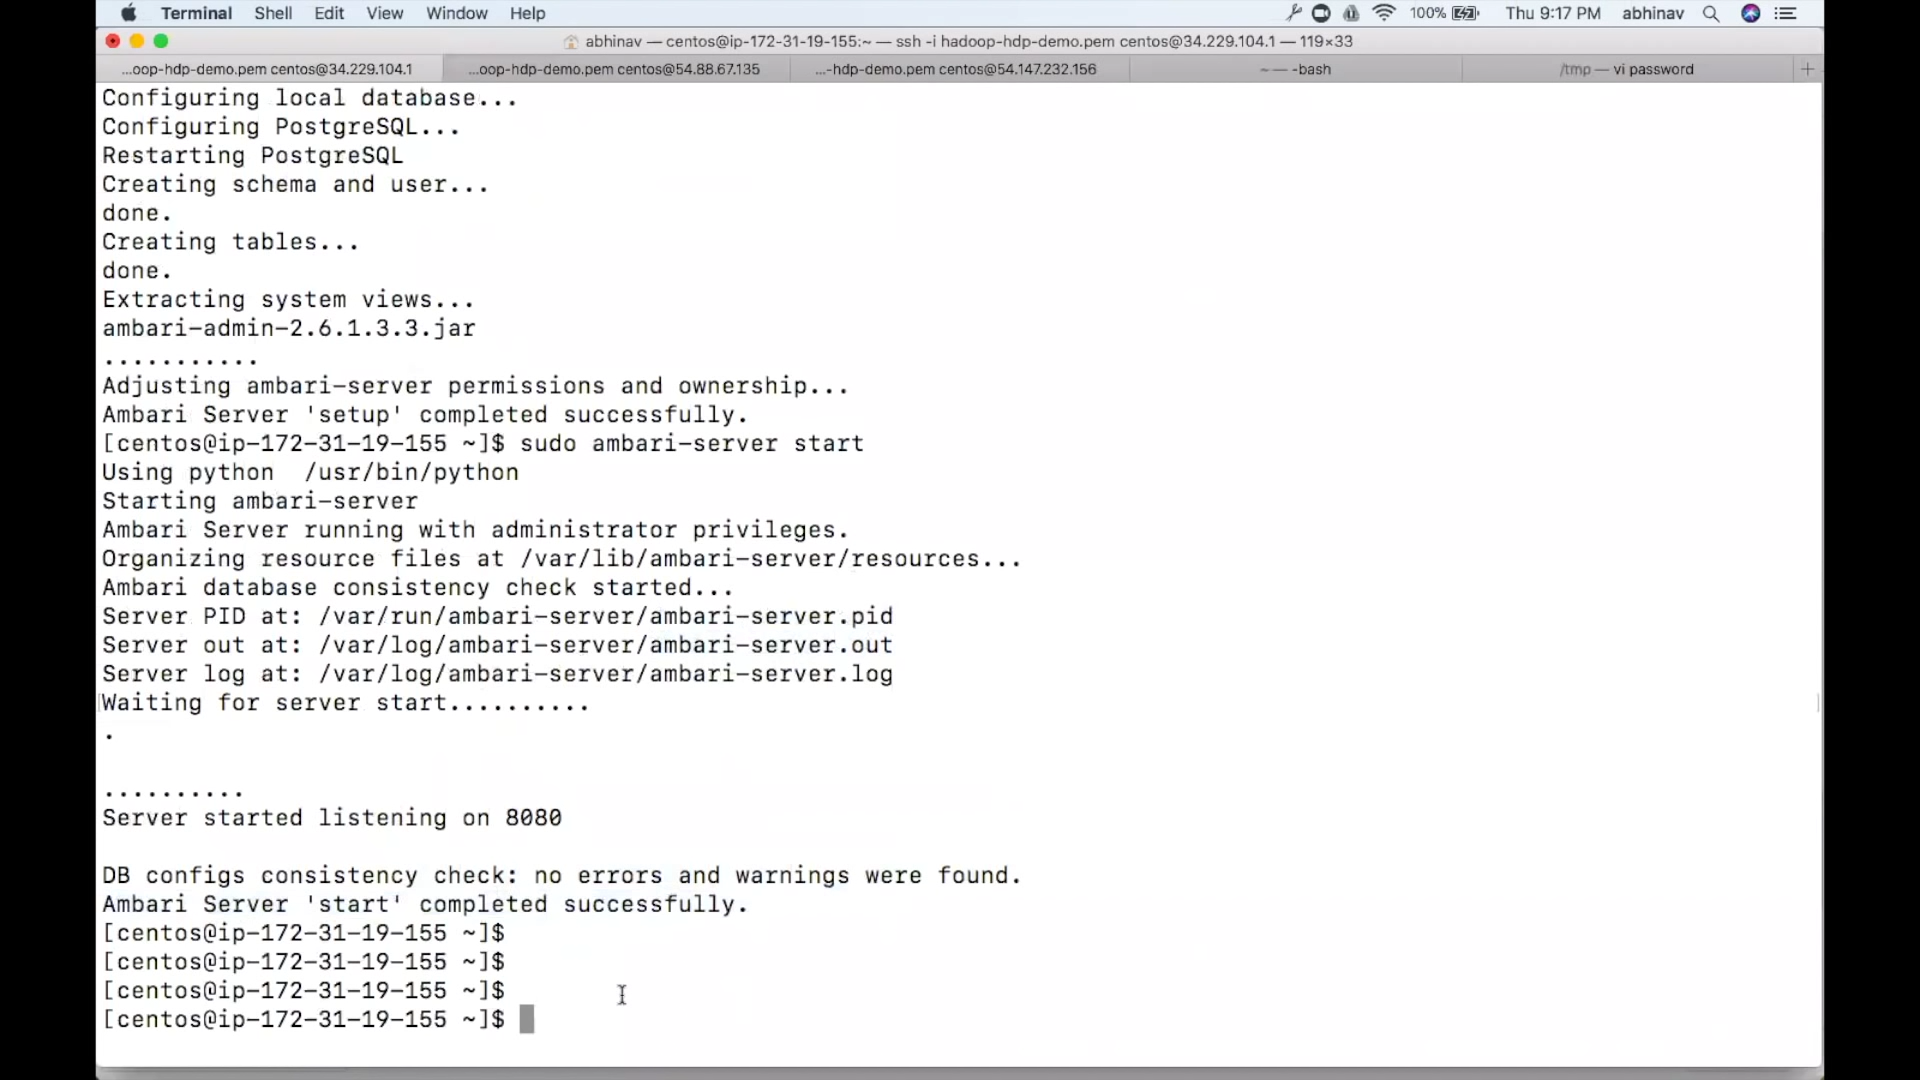 Terminal Shell Edit View Window Help 100% Thu 9:17 PM abhinav
abhinav — centos@ip-172-31-19-155:~ — ssh -i hadoop-hdp-demo.pem centos@34.229.104.1 — 119×33
...oop-hdp-demo.pem centos@34.229.104.1 ...oop-hdp-demo.pem centos@54.88.67.135 ...-hdp-demo.pem centos@54.147.232.156 ~ — -bash /tmp — vi password +
Configuring local database...
Configuring PostgreSQL...
Restarting PostgreSQL
Creating schema and user...
done.
Creating tables...
done.
Extracting system views...
ambari-admin-2.6.1.3.3.jar
...........
Adjusting ambari-server permissions and ownership...
Ambari Server 'setup' completed successfully.
[centos@ip-172-31-19-155 ~]$ sudo ambari-server start
Using python  /usr/bin/python
Starting ambari-server
Ambari Server running with administrator privileges.
Organizing resource files at /var/lib/ambari-server/resources...
Ambari database consistency check started...
Server PID at: /var/run/ambari-server/ambari-server.pid
Server out at: /var/log/ambari-server/ambari-server.out
Server log at: /var/log/ambari-server/ambari-server.log
Waiting for server start..........
.
..........
Server started listening on 8080
DB configs consistency check: no errors and warnings were found.
Ambari Server 'start' completed successfully.
[centos@ip-172-31-19-155 ~]$
[centos@ip-172-31-19-155 ~]$
[centos@ip-172-31-19-155 ~]$
[centos@ip-172-31-19-155 ~]$